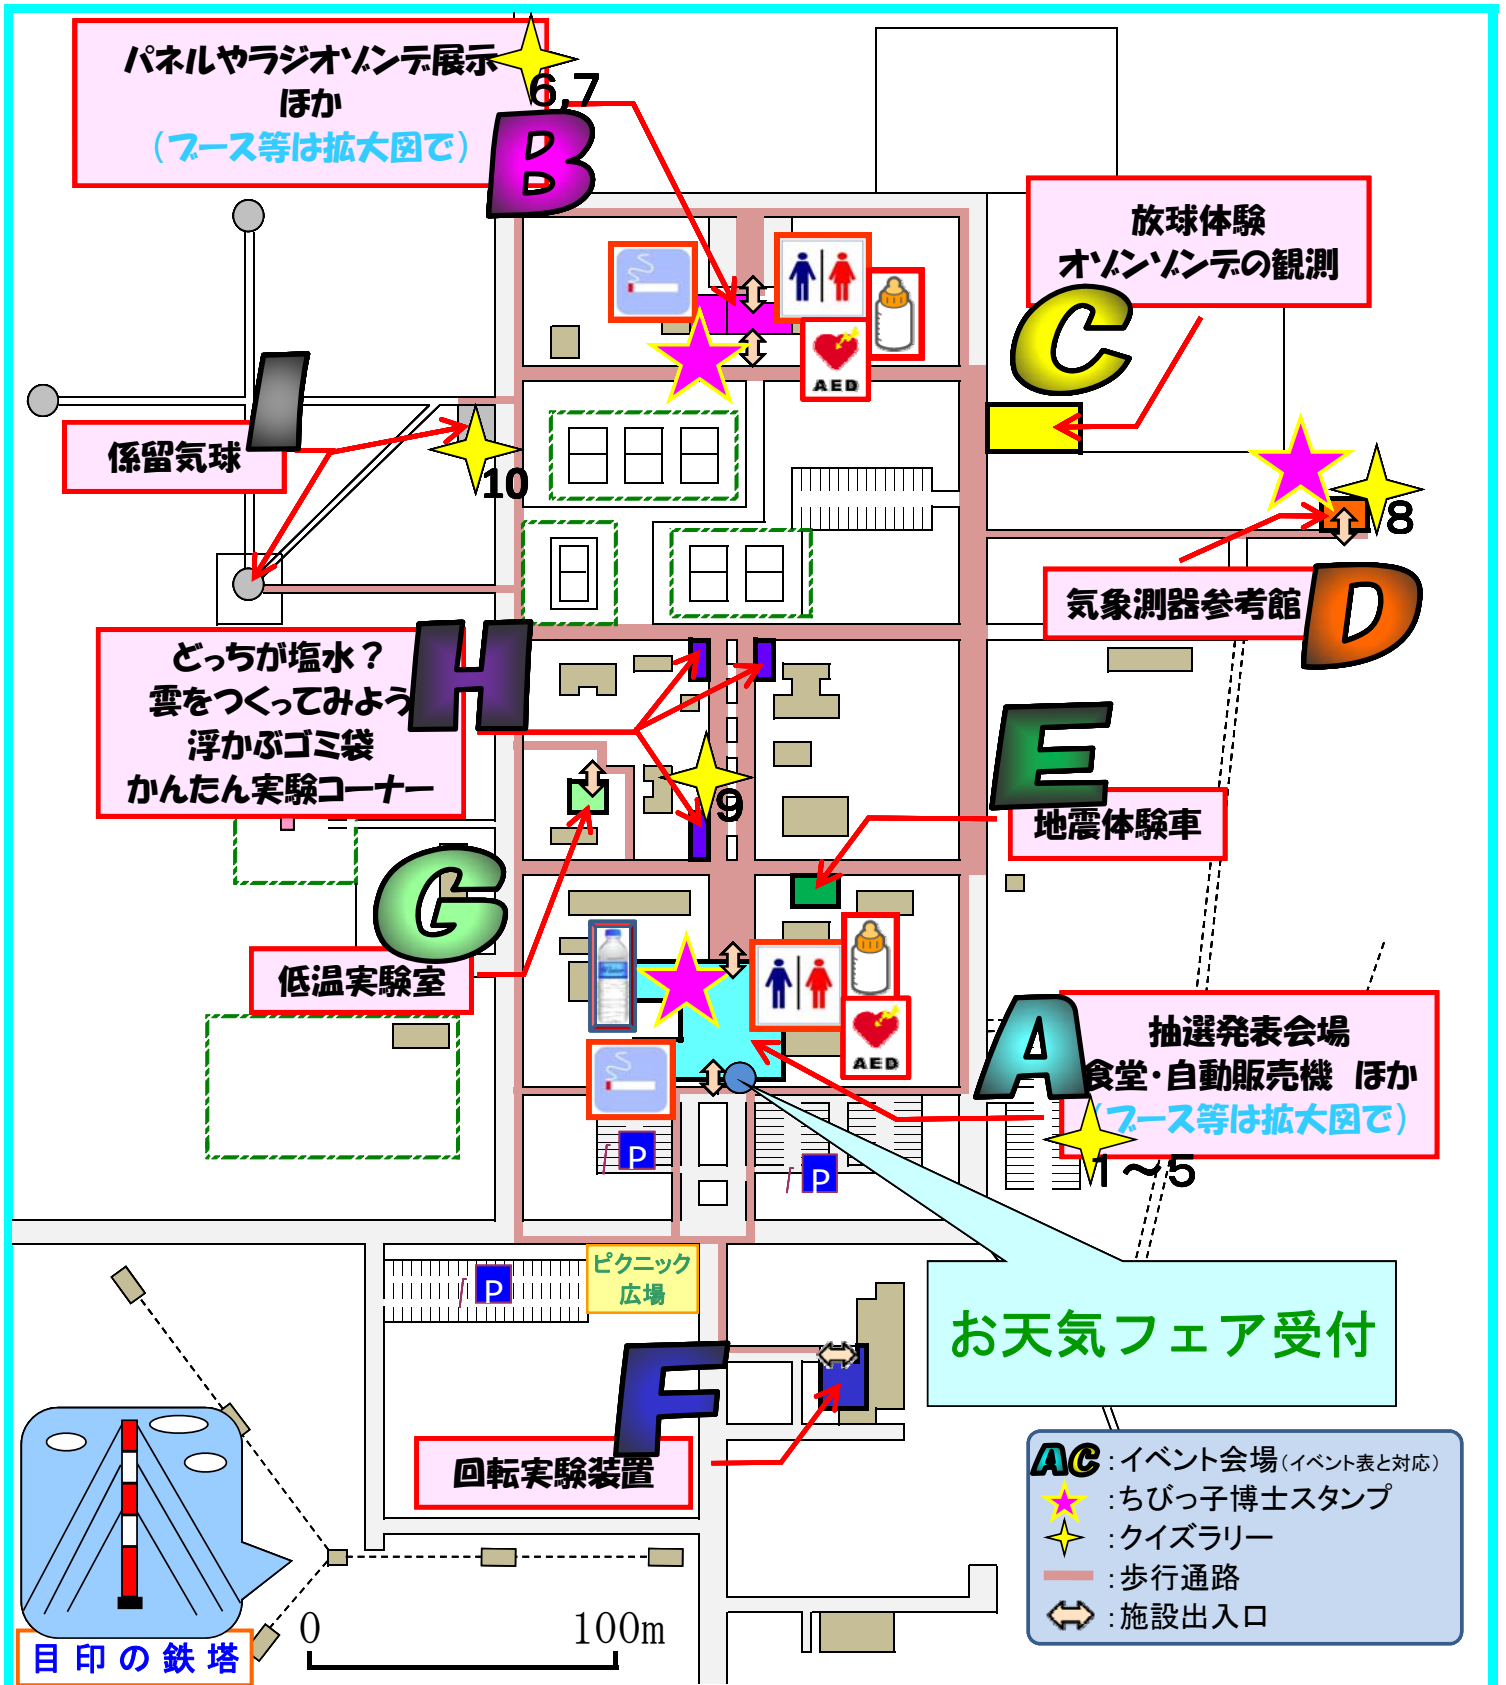 パネルやラジオゾンデ展示
ほか
（ブース等は拡大図で）
6,7
B
放球体験
オゾンゾンデの観測
C
AED
I
係留気球
10
8
気象測器参考館
D
どっちが塩水？
雲をつくってみよう
浮かぶゴミ袋
かんたん実験コーナー
H
E
9
地震体験車
G
低温実験室
A
抽選発表会場
食堂・自動販売機　ほか
（ブース等は拡大図で）
1～5
AED
P
P
ピクニック
広場
P
お天気フェア受付
F
回転実験装置
AC：イベント会場（イベント表と対応）
：ちびっ子博士スタンプ
：クイズラリー
：歩行通路
：施設出入口
0
100m
目印の鉄塔